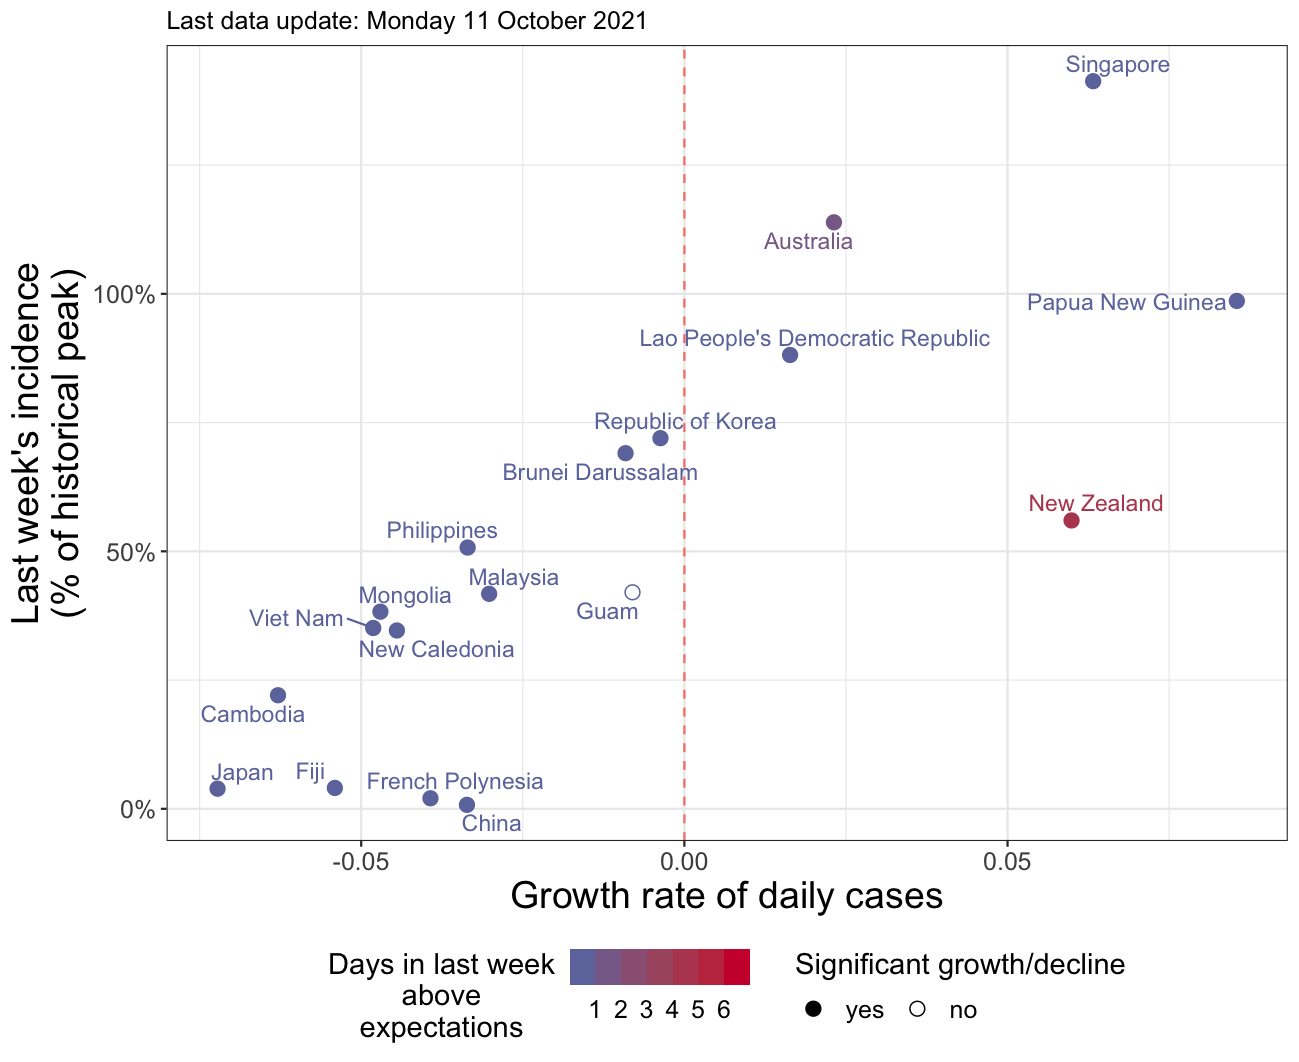 Last data update: Monday 11 October 2021
Singapore
Australia
Papua New Guinea
Lao People's Democratic Republic
Republic of Korea
Brunei Darussalam
New Zealand
Philippines
Malaysia
Mongolia
Guam
Viet Nam
New Caledonia
Cambodia
Japan
Fiji
French Polynesia
China
Last week's incidence
(% of historical peak)
100%
50%
0%
-0.05 0.00 0.05
Growth rate of daily cases
Days in last week
above
expectations
1 2 3 4 5 6
Significant growth/decline
yes no